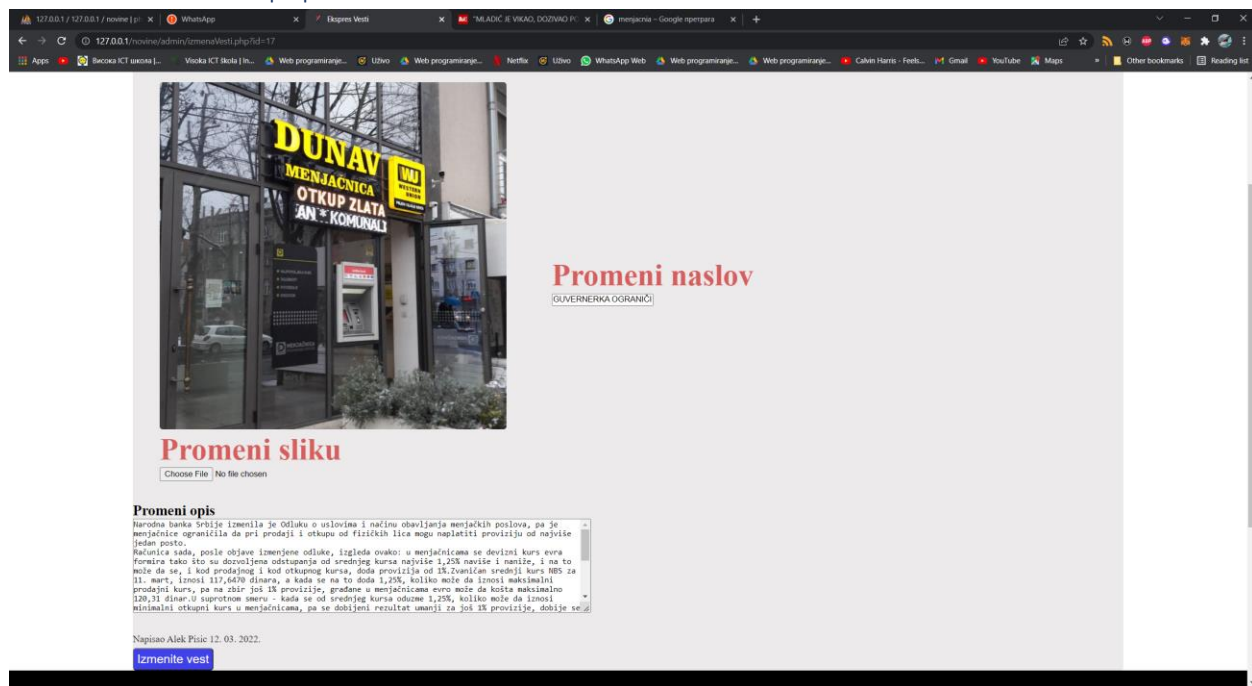 127.0.0.1 / 127.0.0.1 / novine | ph
WhatsApp
Ekspres Vesti
"MLADIĆ JE VIKAO, DOZIVAO PO
menjacnia – Google претрага
127.0.0.1/novine/admin/izmenaVesti.php?id=17
Apps
Висока ICT школа |...
Visoka ICT škola | In...
Web programiranje...
Uživo
Web programiranje...
Netflix
Uživo
WhatsApp Web
Web programiranje...
Web programiranje...
Calvin Harris - Feels...
Gmail
YouTube
Maps
»
Other bookmarks
Reading list
DUNAV
MENJAČNICA
OTKUP ZLATA
AN * KOMUNALI
WU
WESTERN
UNION
Promeni naslov
GUVERNERKA OGRANIČI
Promeni sliku
Choose File No file chosen
Promeni opis
Narodna banka Srbije izmenila je Odluku o uslovima i načinu obavljanja menjačkih poslova, pa je
menjačnice ograničila da pri prodaji i otkupu od fizičkih lica mogu naplatiti proviziju od najviše
jedan posto.
Računica sada, posle objave izmenjene odluke, izgleda ovako: u menjačnicama se devizni kurs evra
formira tako što su dozvoljena odstupanja od srednjeg kursa najviše 1,25% naviše i naniže, i na to
može da se, i kod prodajnog i kod otkupnog kursa, doda provizija od 1%.Zvaničan srednji kurs NBS za
11. mart, iznosi 117,6470 dinara, a kada se na to doda 1,25%, koliko može da iznosi maksimalni
prodajni kurs, pa na zbir još 1% provizije, građane u menjačnicama evro može da košta maksimalno
120,31 dinar.U suprotnom smeru - kada se od srednjeg kursa oduzme 1,25%, koliko može da iznosi
minimalni otkupni kurs u menjačnicama, pa se dobijeni rezultat umanji za još 1% provizije, dobije se
Napisao Alek Pisic 12. 03. 2022.
Izmenite vest